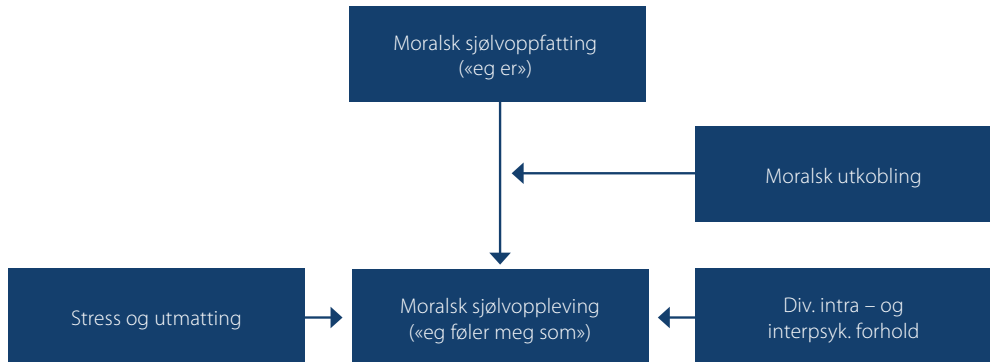 Moralsk sjølvoppfatting
(«eg er»)
Moralsk utkobling
Stress og utmatting
Moralsk sjølvoppleving
(«eg føler meg som»)
Div. intra – og
interpsyk. forhold